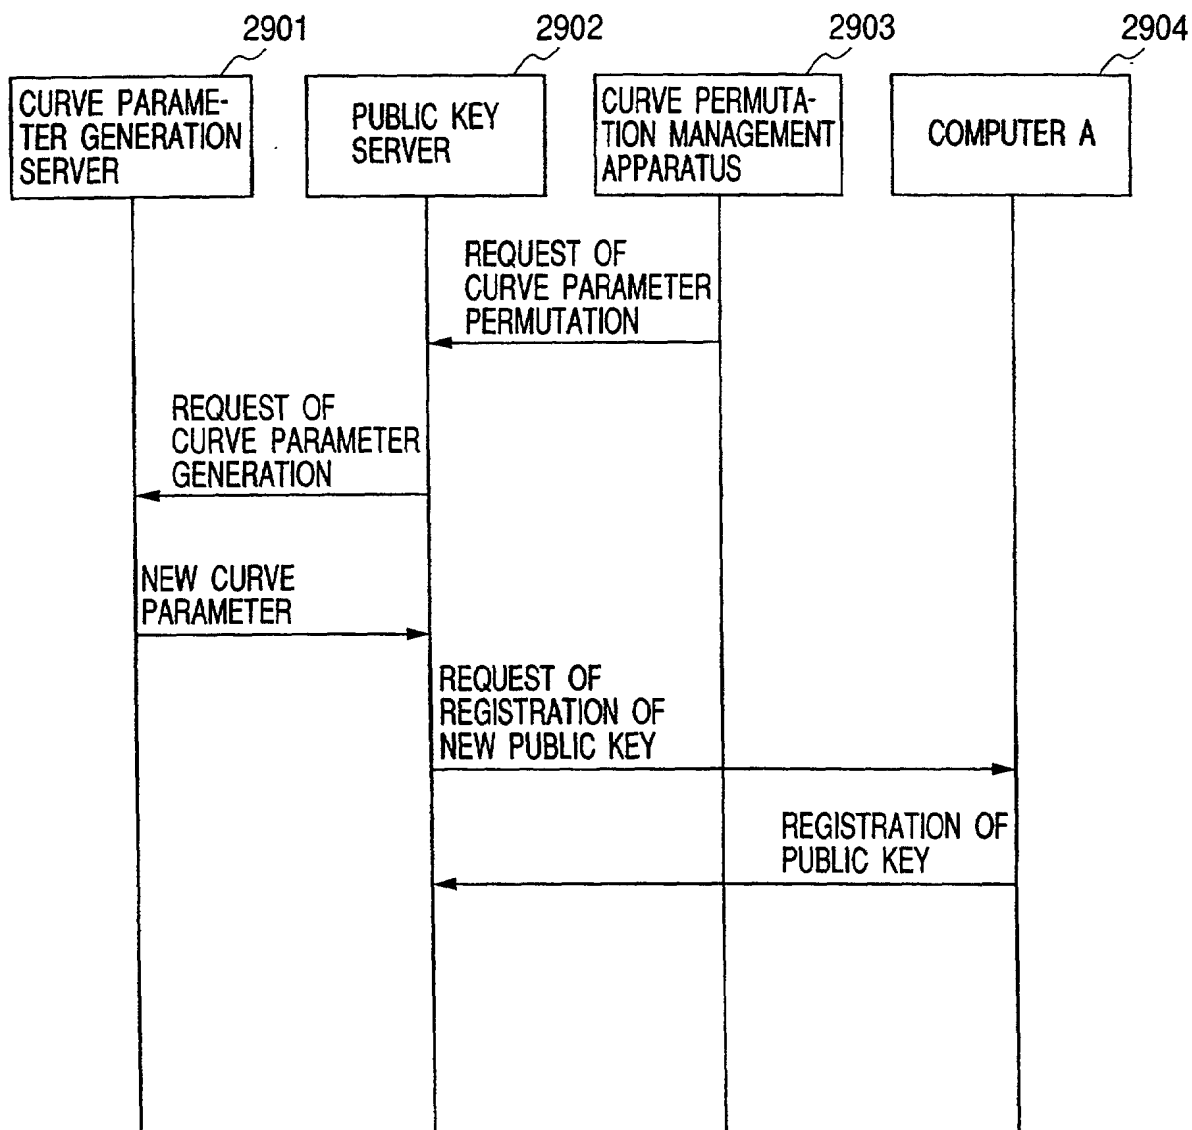 2901
2902
2903
2904
CURVE PARAME-
TER GENERATION
SERVER
PUBLIC KEY
SERVER
CURVE PERMUTA-
TION MANAGEMENT
APPARATUS
COMPUTER A
REQUEST OF
CURVE PARAMETER
PERMUTATION
REQUEST OF
CURVE PARAMETER
GENERATION
NEW CURVE
PARAMETER
REQUEST OF
REGISTRATION OF
NEW PUBLIC KEY
REGISTRATION OF
PUBLIC KEY